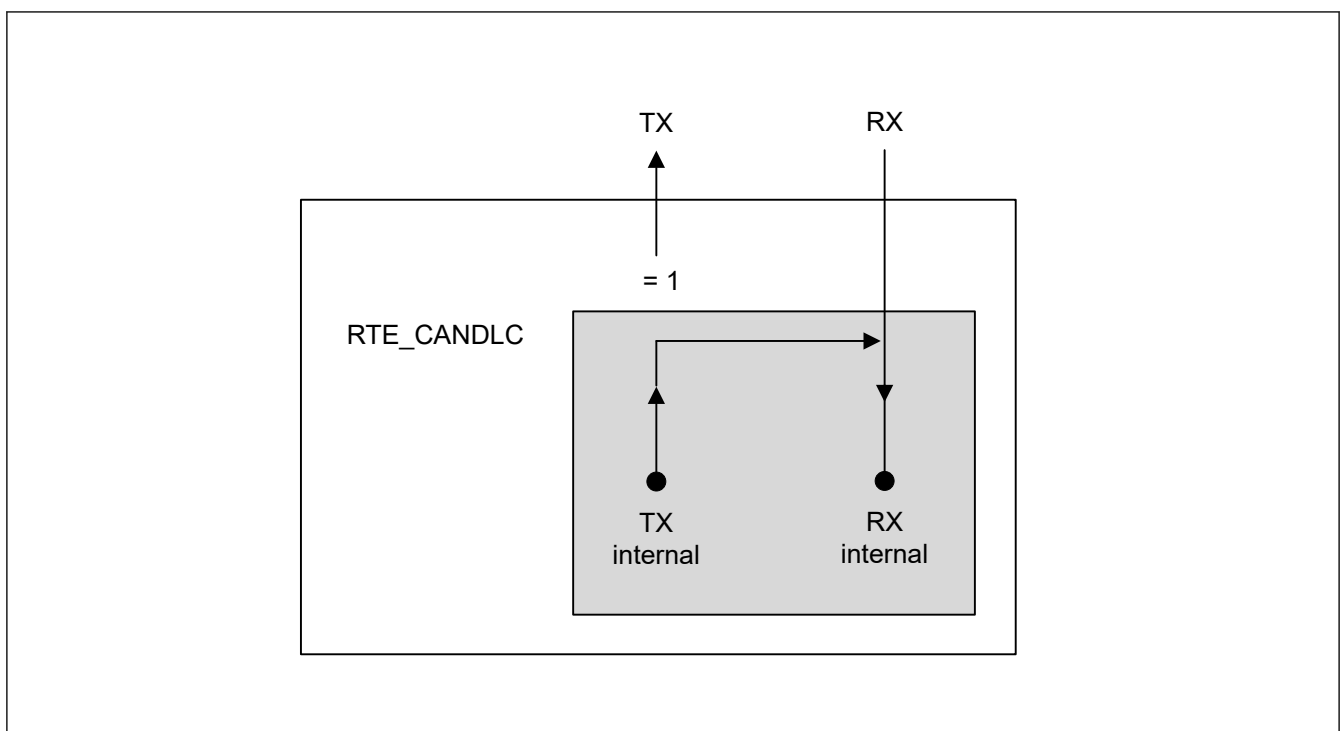 TX
RX
= 1
RTE_CANDLC
TX
internal
RX
internal